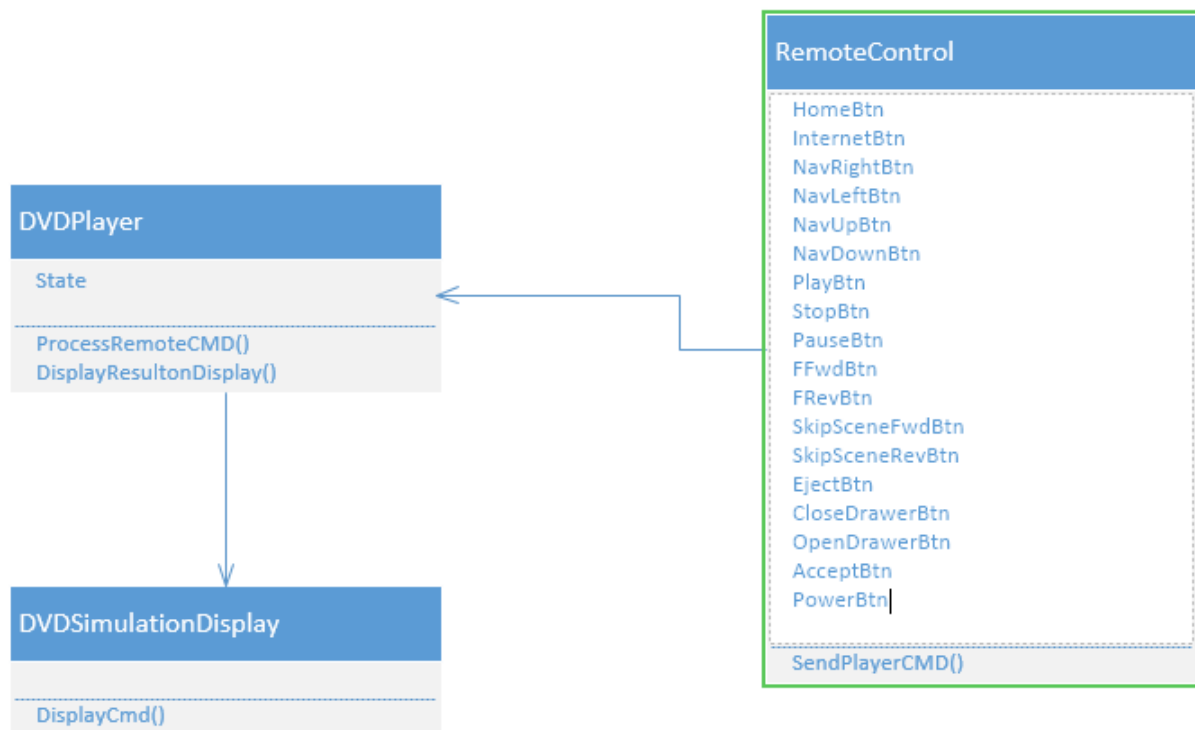 RemoteControl
HomeBtn
InternetBtn
NavRightBtn
NavLeftBtn
NavUpBtn
NavDownBtn
PlayBtn
StopBtn
PauseBtn
FFwdBtn
FRevBtn
SkipSceneFwdBtn
SkipSceneRevBtn
EjectBtn
CloseDrawerBtn
OpenDrawerBtn
AcceptBtn
PowerBtn
SendPlayerCMD()
DVDPlayer
State
ProcessRemoteCMD()
DisplayResultonDisplay()
DVDSimulationDisplay
DisplayCmd()